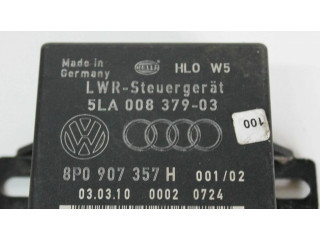 Made in
Germany
HELLA
HLO W5
LWR-Steuergerät
5LA 008 379-03
100
8P0 907 357 H 001/02
03.03.10 0002 0724